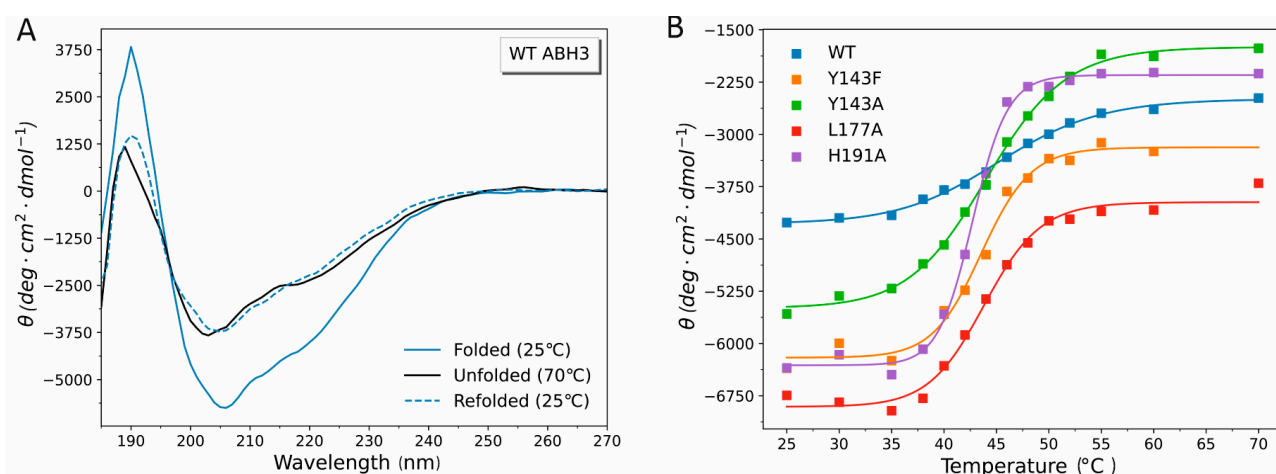 A
WT ABH3
3750
2500
1250
0
−1250
−2500
−3750
−5000
θ (deg · cm² · dmol⁻¹)
Folded (25℃)
Unfolded (70℃)
Refolded (25℃)
190 200 210 220 230 240 250 260 270
Wavelength (nm)
B
−1500
−2250
−3000
−3750
−4500
−5250
−6000
−6750
θ (deg · cm² · dmol⁻¹)
WT
Y143F
Y143A
L177A
H191A
25 30 35 40 45 50 55 60 65 70
Temperature (°C)